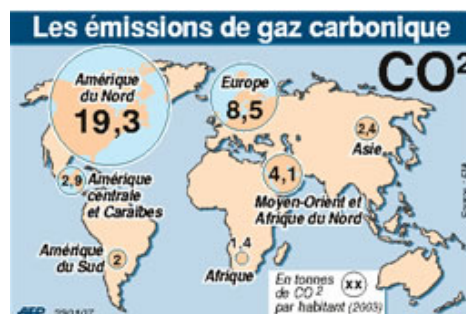 Les émissions de gaz carbonique
CO²
Amérique
du Nord
19,3
Europe
8,5
2,4
Asie
2,9
Amérique
centrale
et Caraïbes
4,1
Moyen-Orient et
Afrique du Nord
Amérique
du Sud
2
1,4
Afrique
En tonnes
de CO²
par habitant (2003)
xx
AFP 290107